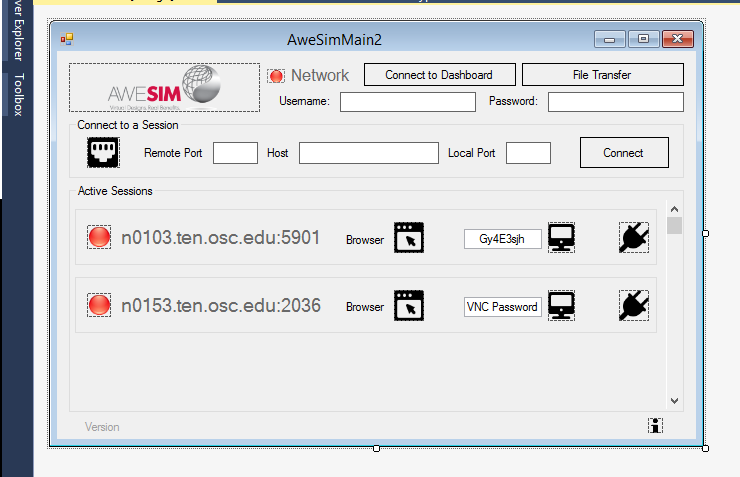 ver Explorer
Toolbox
AweSimMain2
AWESIM
Virtual Designs. Real Benefits.
Network
Connect to Dashboard
File Transfer
Username:
Password:
Connect to a Session
Remote Port
Host
Local Port
Connect
Active Sessions
n0103.ten.osc.edu:5901
Browser
Gy4E3sjh
n0153.ten.osc.edu:2036
Browser
VNC Password
Version